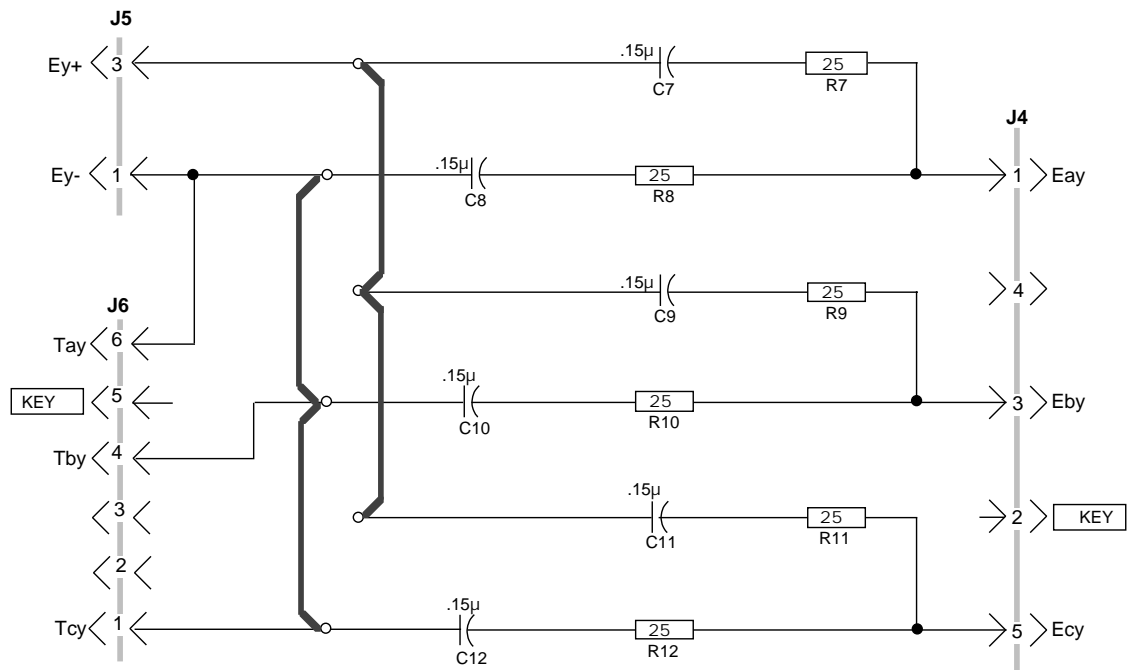 J5
Ey+ 3
.15µ
C7
25
R7
J4
Ey- 1
.15µ
C8
25
R8
1 Eay
.15µ
C9
25
R9
4
J6
Tay 6
KEY 5
.15µ
C10
25
R10
3 Eby
Tby 4
3
.15µ
C11
25
R11
2 KEY
2
Tcy 1
.15µ
C12
25
R12
5 Ecy